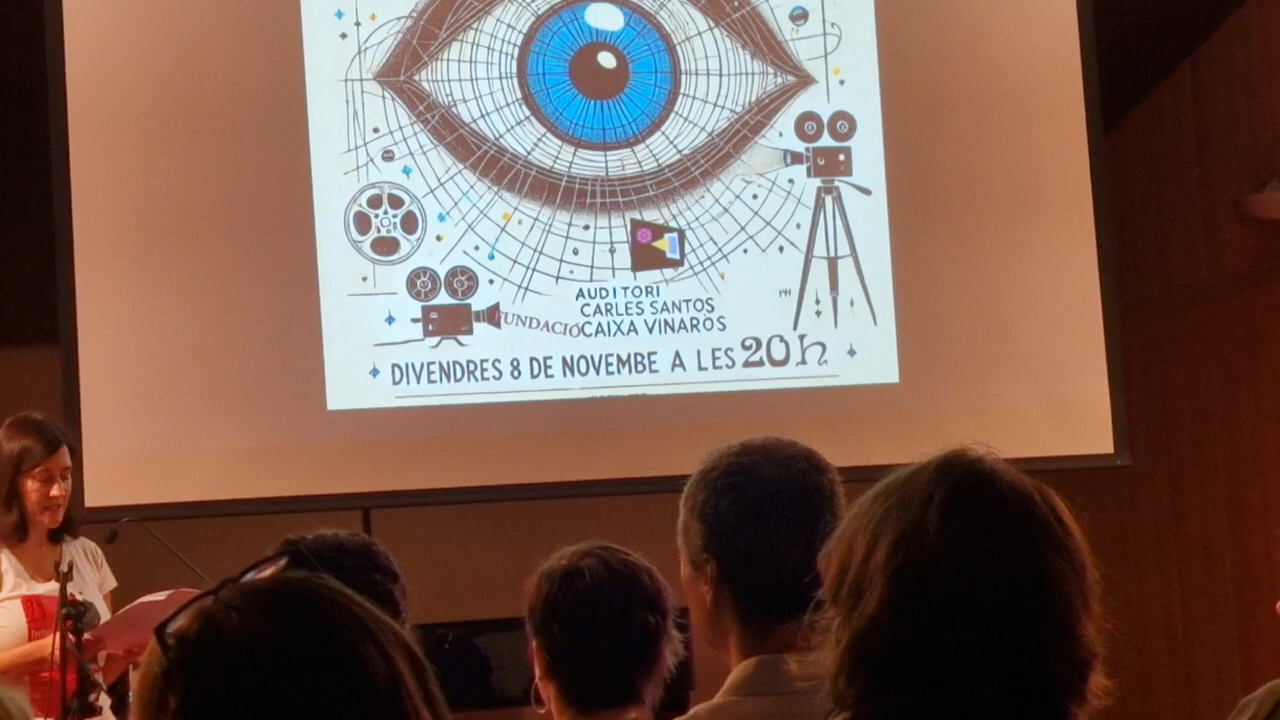 AUDITORI
CARLES SANTOS
FUNDACIÓ CAIXA VINARÒS
DIVENDRES 8 DE NOVEMBE A LES 20h